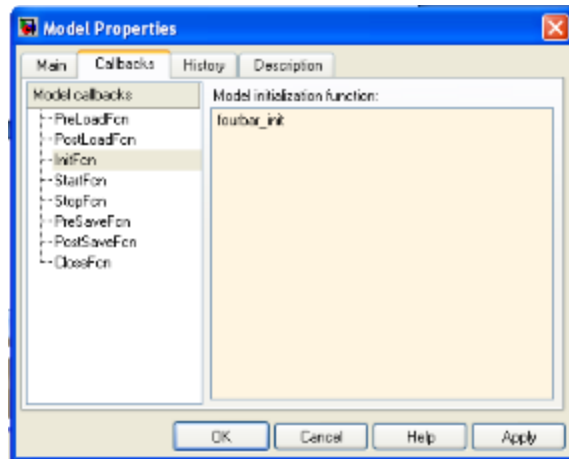 Model Properties
Main Callbacks History Description
Model callbacks
Model initialization function:
PreLoadFcn
PostLoadFcn
InitFcn
StartFcn
StopFcn
PreSaveFcn
PostSaveFcn
CloseFcn
fourbar_init
OK Cancel Help Apply